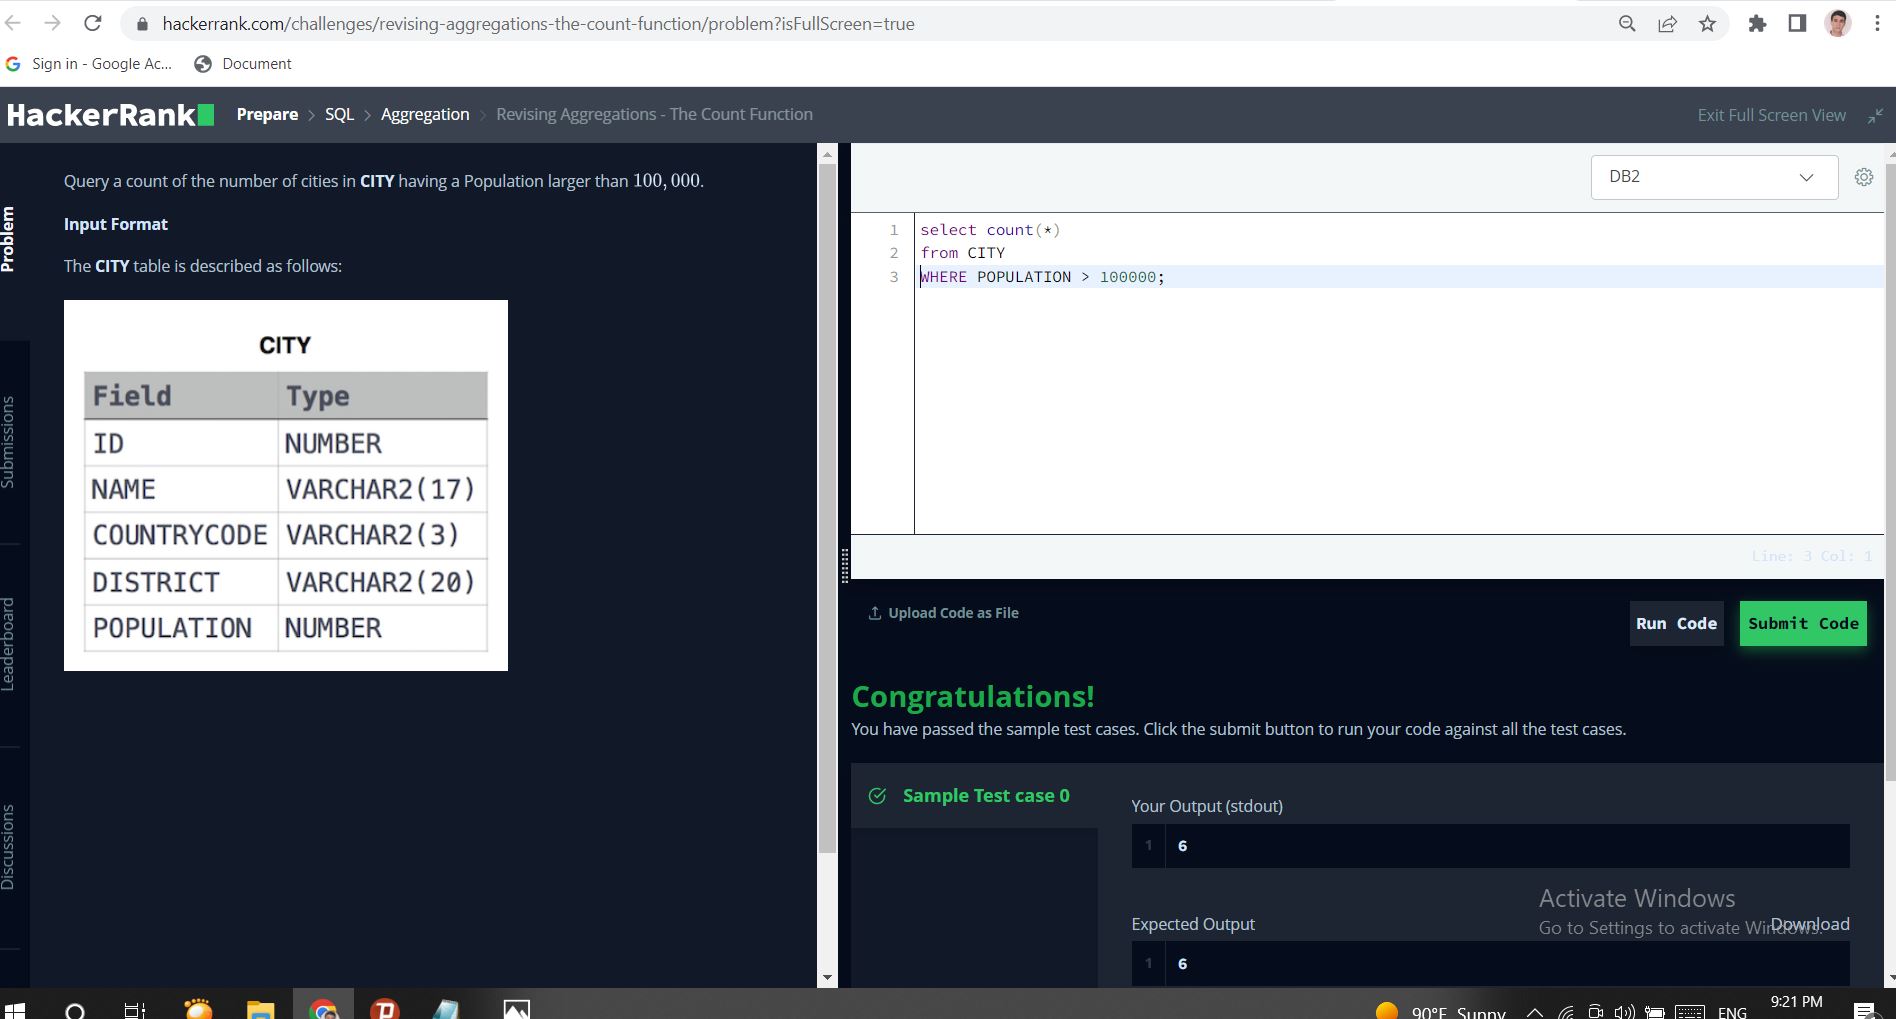 hackerrank.com/challenges/revising-aggregations-the-count-function/problem?isFullScreen=true
Sign in - Google Ac... Document
HackerRank Prepare > SQL > Aggregation > Revising Aggregations - The Count Function Exit Full Screen View
Problem
Submissions
Leaderboard
Discussions
Query a count of the number of cities in CITY having a Population larger than 100,000.
Input Format
The CITY table is described as follows:
CITY
Field Type
ID NUMBER
NAME VARCHAR2(17)
COUNTRYCODE VARCHAR2(3)
DISTRICT VARCHAR2(20)
POPULATION NUMBER
DB2
1 select count(*)
2 from CITY
3 WHERE POPULATION > 100000;
Line: 3 Col: 1
Upload Code as File
Run Code Submit Code
Congratulations!
You have passed the sample test cases. Click the submit button to run your code against all the test cases.
Sample Test case 0
Your Output (stdout)
1 6
Expected Output Download
1 6
Activate Windows
Go to Settings to activate Windows.
90°F Sunny ENG 9:21 PM